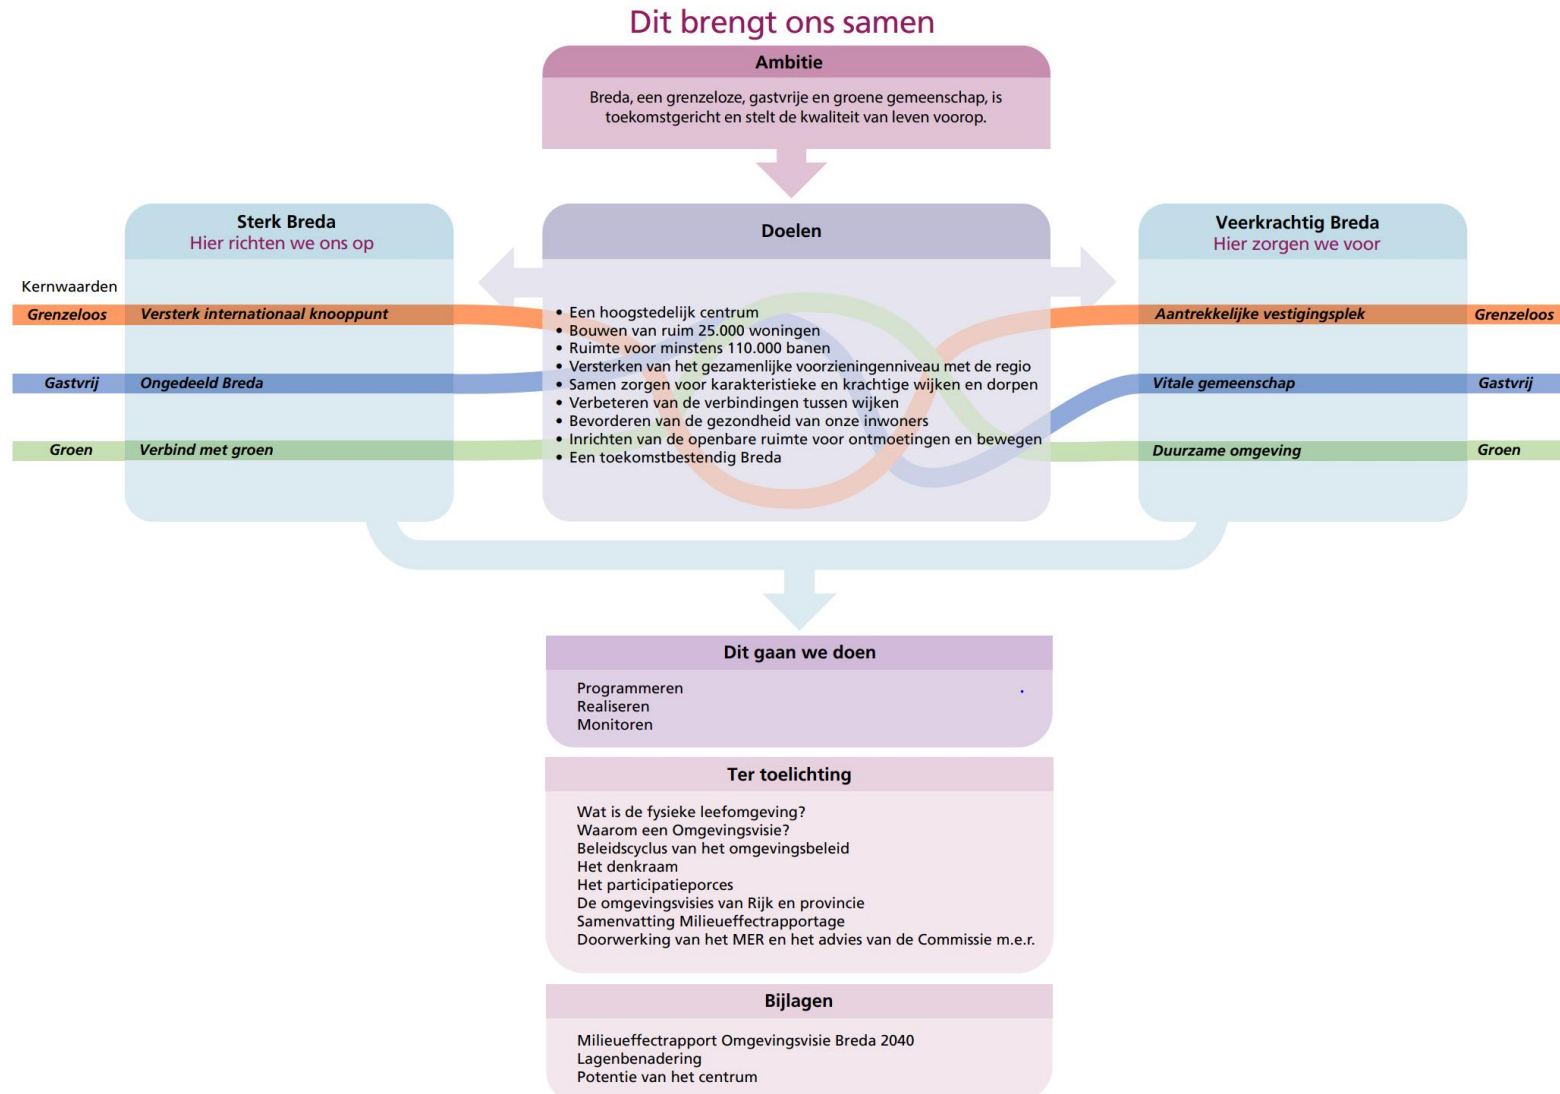 Dit brengt ons samen
Ambitie
Breda, een grenzeloze, gastvrije en groene gemeenschap, is
toekomstgericht en stelt de kwaliteit van leven voorop.
Sterk Breda
Hier richten we ons op
Kernwaarden
Grenzeloos
Versterk internationaal knooppunt
Gastvrij
Ongedeeld Breda
Groen
Verbind met groen
Doelen
• Een hoogstedelijk centrum
• Bouwen van ruim 25.000 woningen
• Ruimte voor minstens 110.000 banen
• Versterken van het gezamenlijke voorzieningenniveau met de regio
• Samen zorgen voor karakteristieke en krachtige wijken en dorpen
• Verbeteren van de verbindingen tussen wijken
• Bevorderen van de gezondheid van onze inwoners
• Inrichten van de openbare ruimte voor ontmoetingen en bewegen
• Een toekomstbestendig Breda
Veerkrachtig Breda
Hier zorgen we voor
Aantrekkelijke vestigingsplek
Grenzeloos
Vitale gemeenschap
Gastvrij
Duurzame omgeving
Groen
Dit gaan we doen
Programmeren
Realiseren
Monitoren
Ter toelichting
Wat is de fysieke leefomgeving?
Waarom een Omgevingsvisie?
Beleidscyclus van het omgevingsbeleid
Het denkraam
Het participatieporces
De omgevingsvisies van Rijk en provincie
Samenvatting Milieueffectrapportage
Doorwerking van het MER en het advies van de Commissie m.e.r.
Bijlagen
Milieueffectrapport Omgevingsvisie Breda 2040
Lagenbenadering
Potentie van het centrum